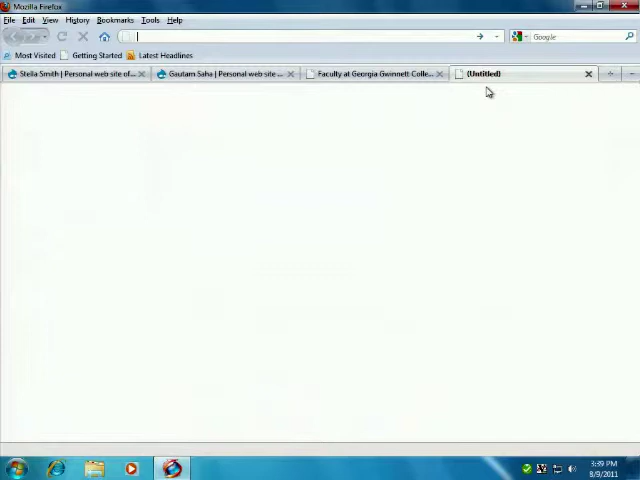 Mozilla Firefox
File Edit View History Bookmarks Tools Help
Google
Most Visited Getting Started Latest Headlines
Stella Smith | Personal web site of... Gautam Saha | Personal web site ... Faculty at Georgia Gwinnett Colle... (Untitled)
3:39 PM
8/9/2011